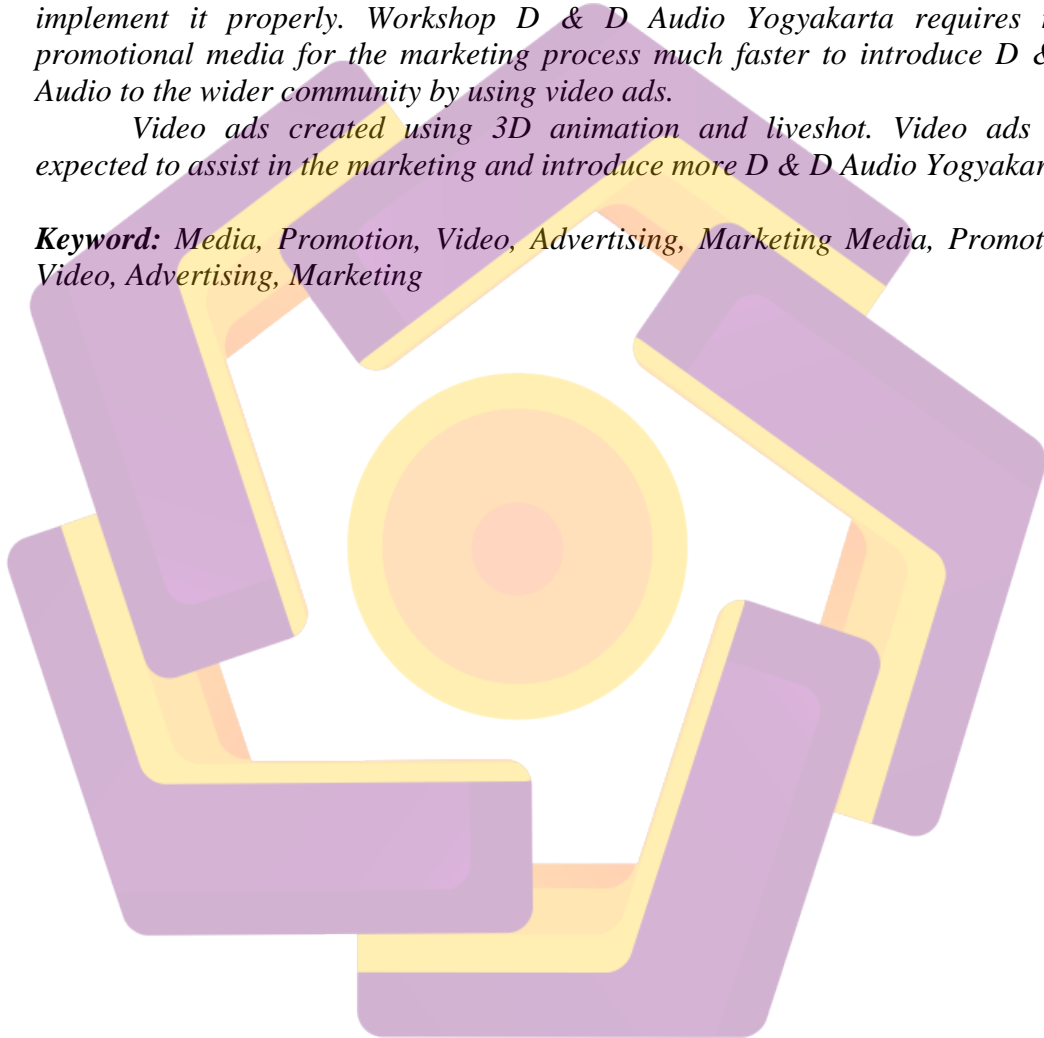 implement it properly. Workshop D & D Audio Yogyakarta requires
promotional media for the marketing process much faster to introduce D &
Audio to the wider community by using video ads.
Video ads created using 3D animation and liveshot. Video ads
expected to assist in the marketing and introduce more D & D Audio
Keyword: Media, Promotion, Video, Advertising, Marketing Media,
Video, Advertising, Marketing